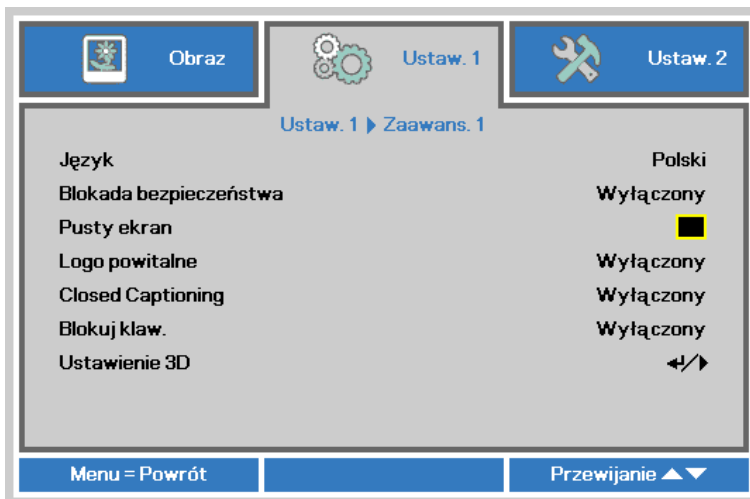 Obraz
Ustaw. 1
Ustaw. 2
Ustaw. 1 Zaawans. 1
Język Polski
Blokada bezpieczeństwa Wyłączony
Pusty ekran
Logo powitalne Wyłączony
Closed Captioning Wyłączony
Blokuj klaw. Wyłączony
Ustawienie 3D
Menu = Powrót
Przewijanie